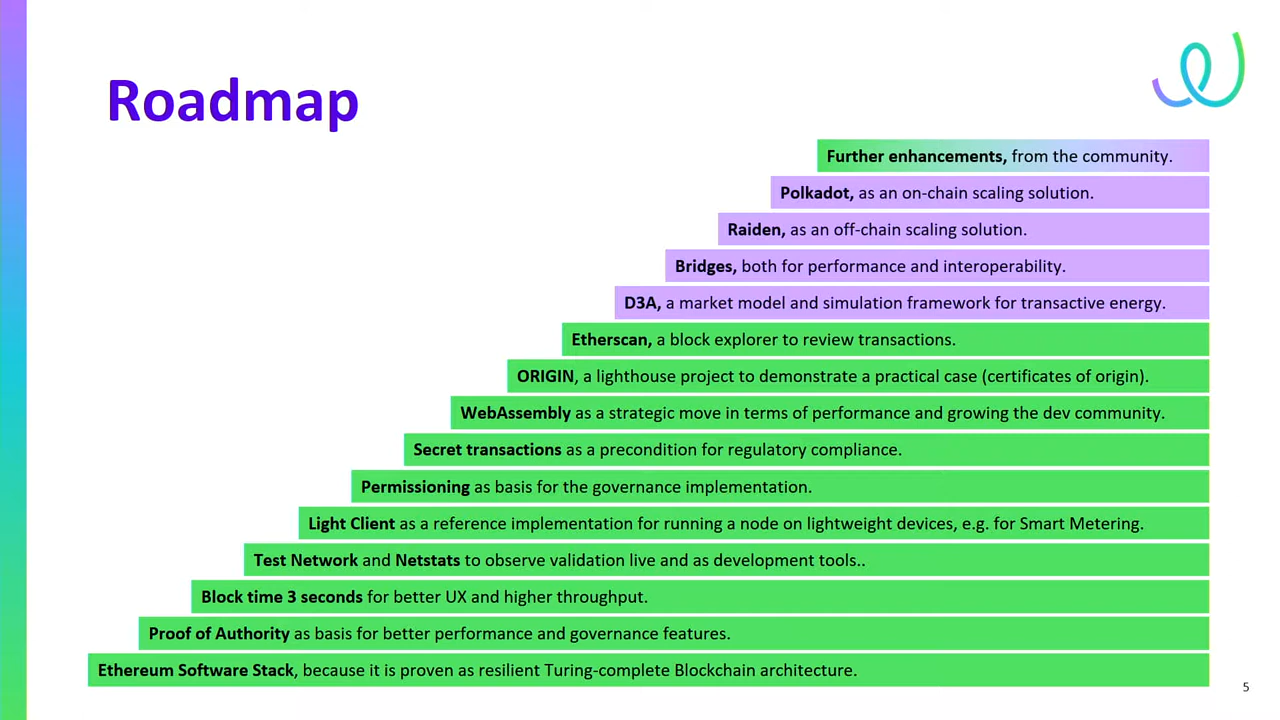 Roadmap
Further enhancements, from the community.
Polkadot, as an on-chain scaling solution.
Raiden, as an off-chain scaling solution.
Bridges, both for performance and interoperability.
D3A, a market model and simulation framework for transactive energy.
Etherscan, a block explorer to review transactions.
ORIGIN, a lighthouse project to demonstrate a practical case (certificates of origin).
WebAssembly as a strategic move in terms of performance and growing the dev community.
Secret transactions as a precondition for regulatory compliance.
Permissioning as basis for the governance implementation.
Light Client as a reference implementation for running a node on lightweight devices, e.g. for Smart Metering.
Test Network and Netstats to observe validation live and as development tools..
Block time 3 seconds for better UX and higher throughput.
Proof of Authority as basis for better performance and governance features.
Ethereum Software Stack, because it is proven as resilient Turing-complete Blockchain architecture.
5